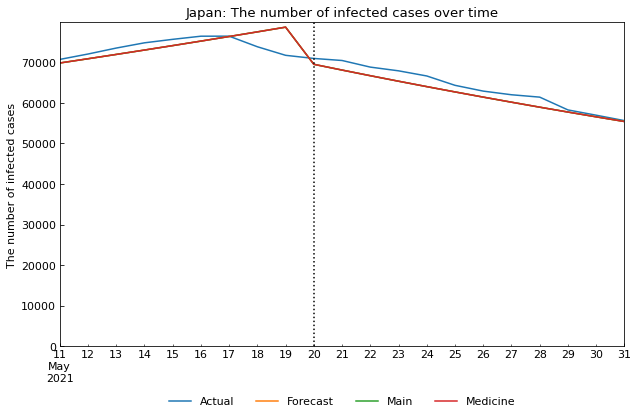 Japan: The number of infected cases over time
The number of infected cases
70000
60000
50000
40000
30000
20000
10000
0
11 12 13 14 15 16 17 18 19 20 21 22 23 24 25 26 27 28 29 30 31
May
2021
Actual Forecast Main Medicine